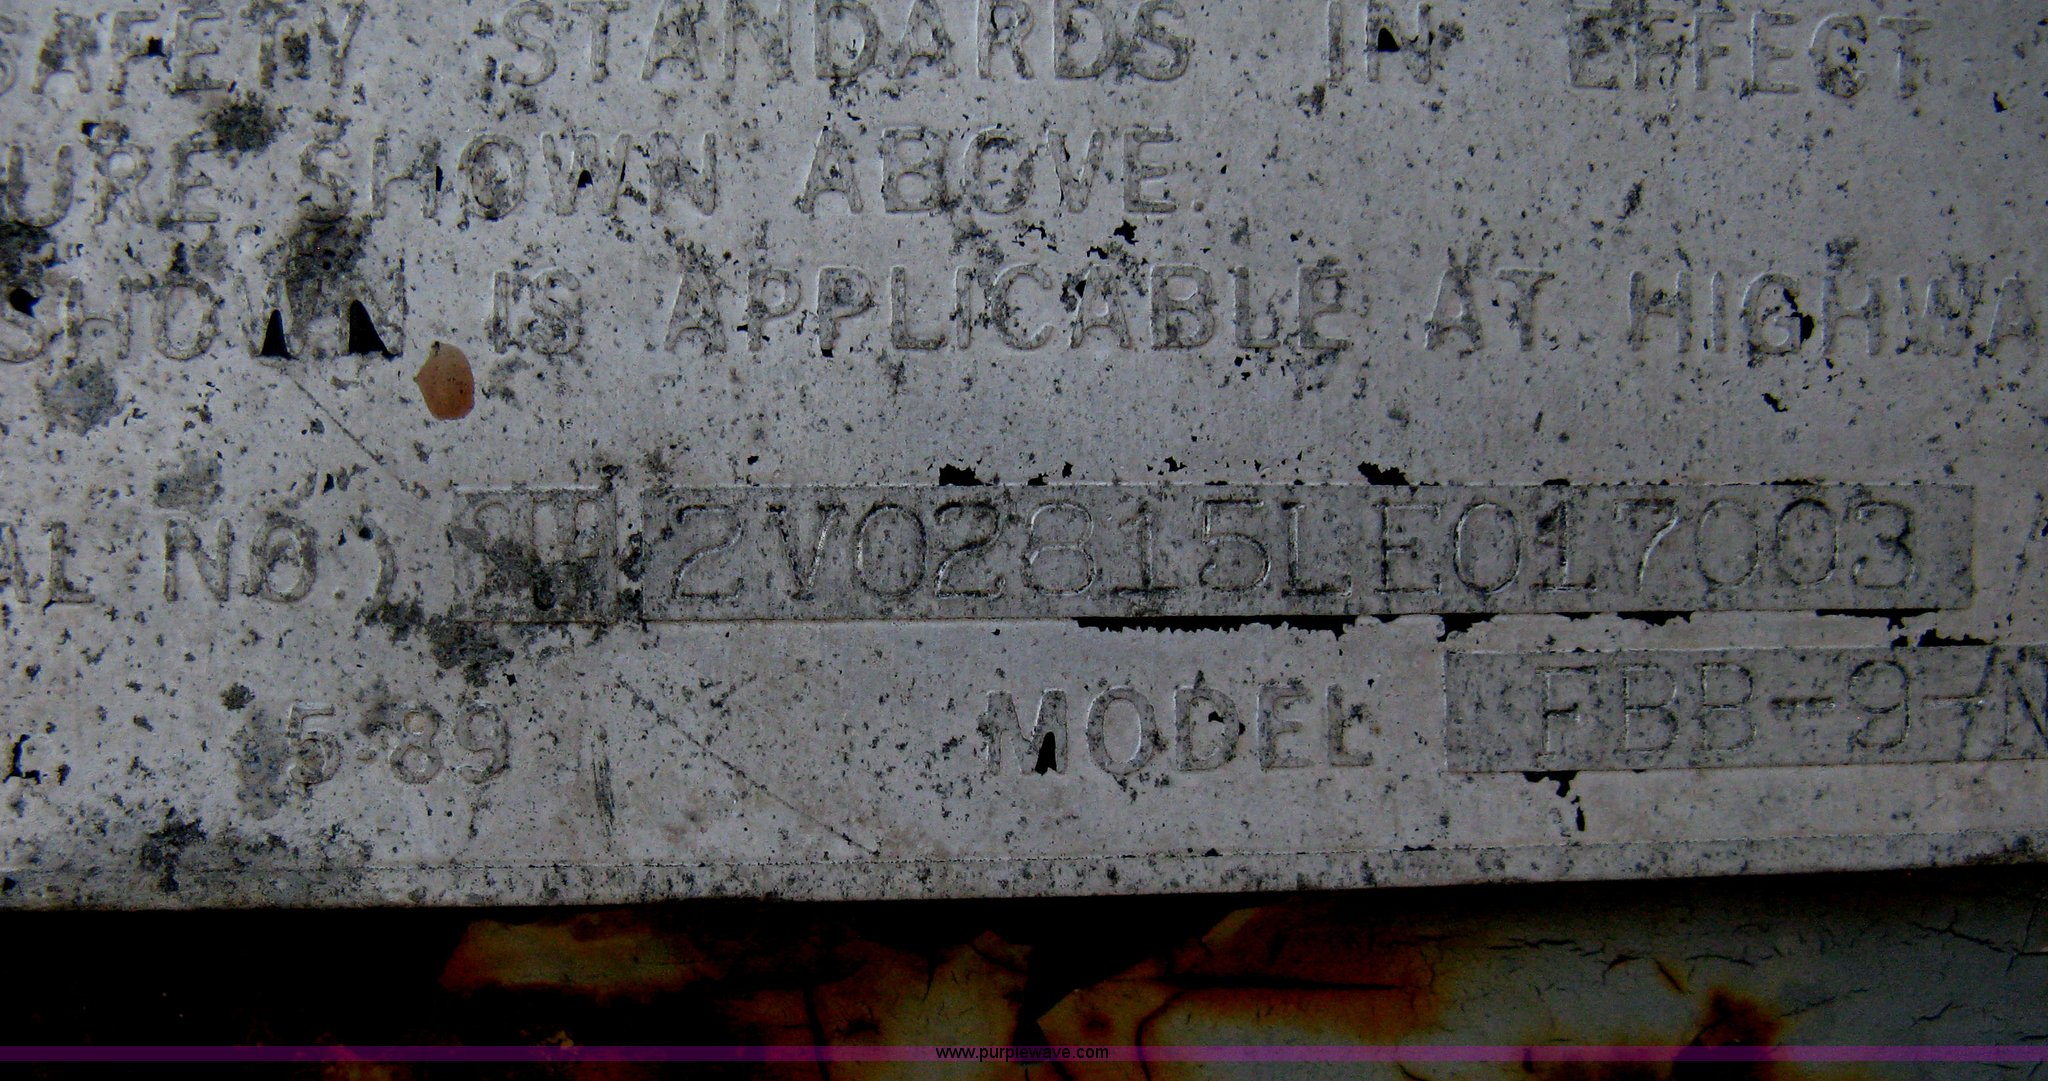 SAFETY STANDARDS IN EFFECT
URE SHOWN ABOVE.
SHOWN IS APPLICABLE AT HIGHWA
AL NO.) 2V02815LE017003
5-89 MODEL FBB-9-
www.purplewave.com